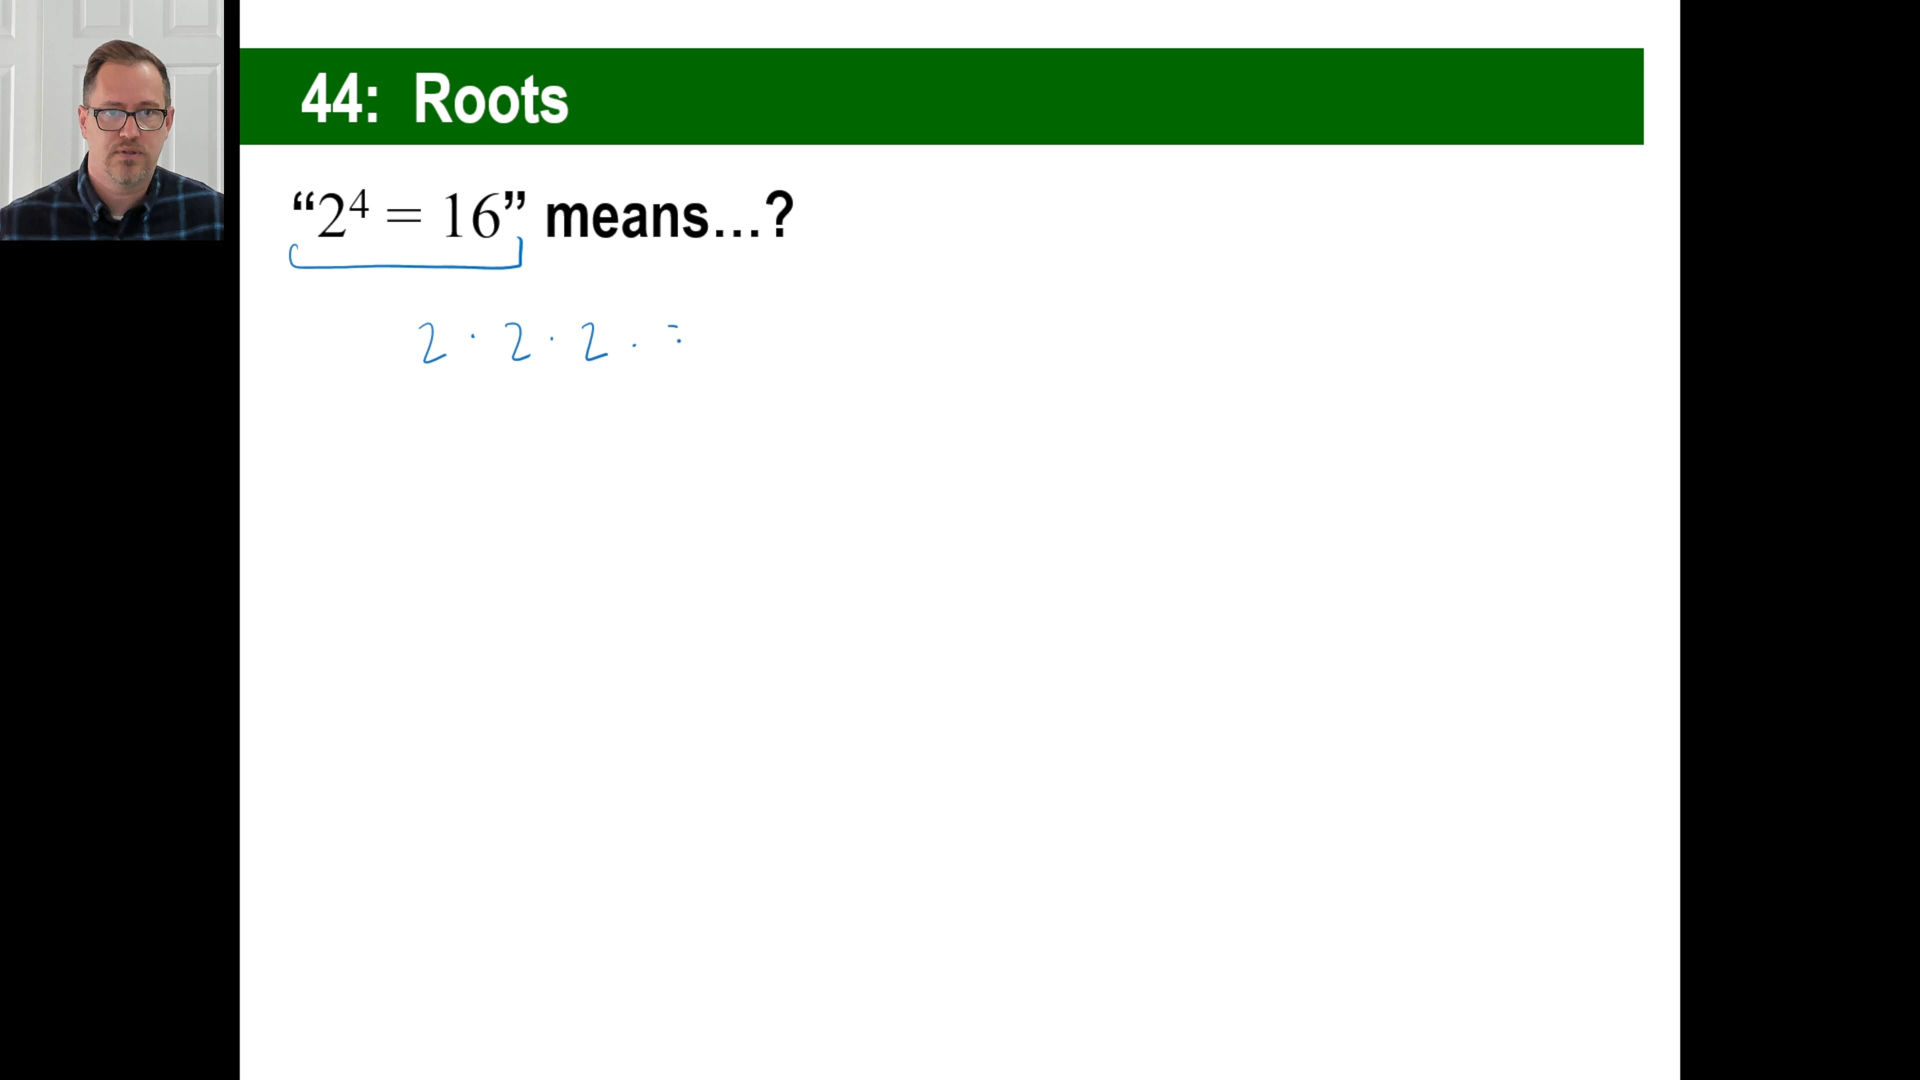 44: Roots
“2⁴ = 16” means…?
2 · 2 · 2 ·